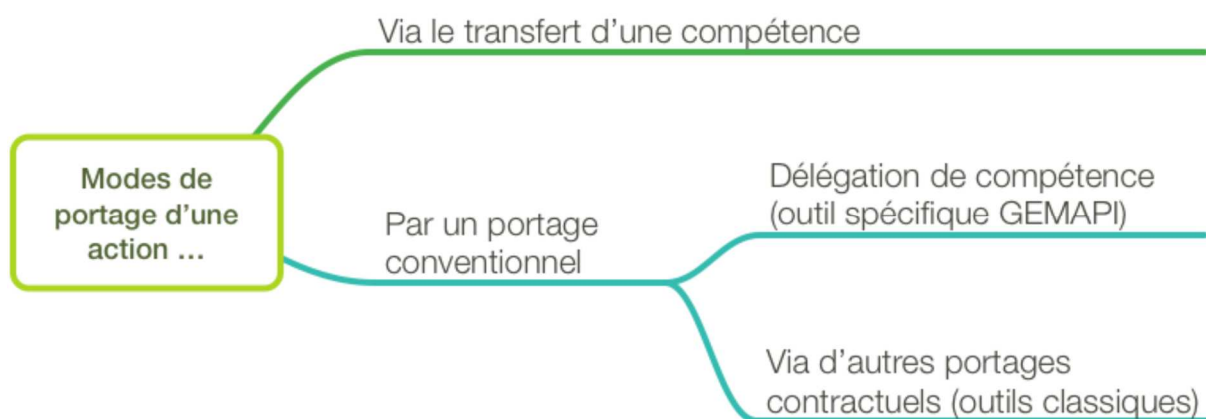 Via le transfert d’une compétence
Modes de
portage d’une
action ...
Par un portage
conventionnel
Délégation de compétence
(outil spécifique GEMAPI)
Via d’autres portages
contractuels (outils classiques)